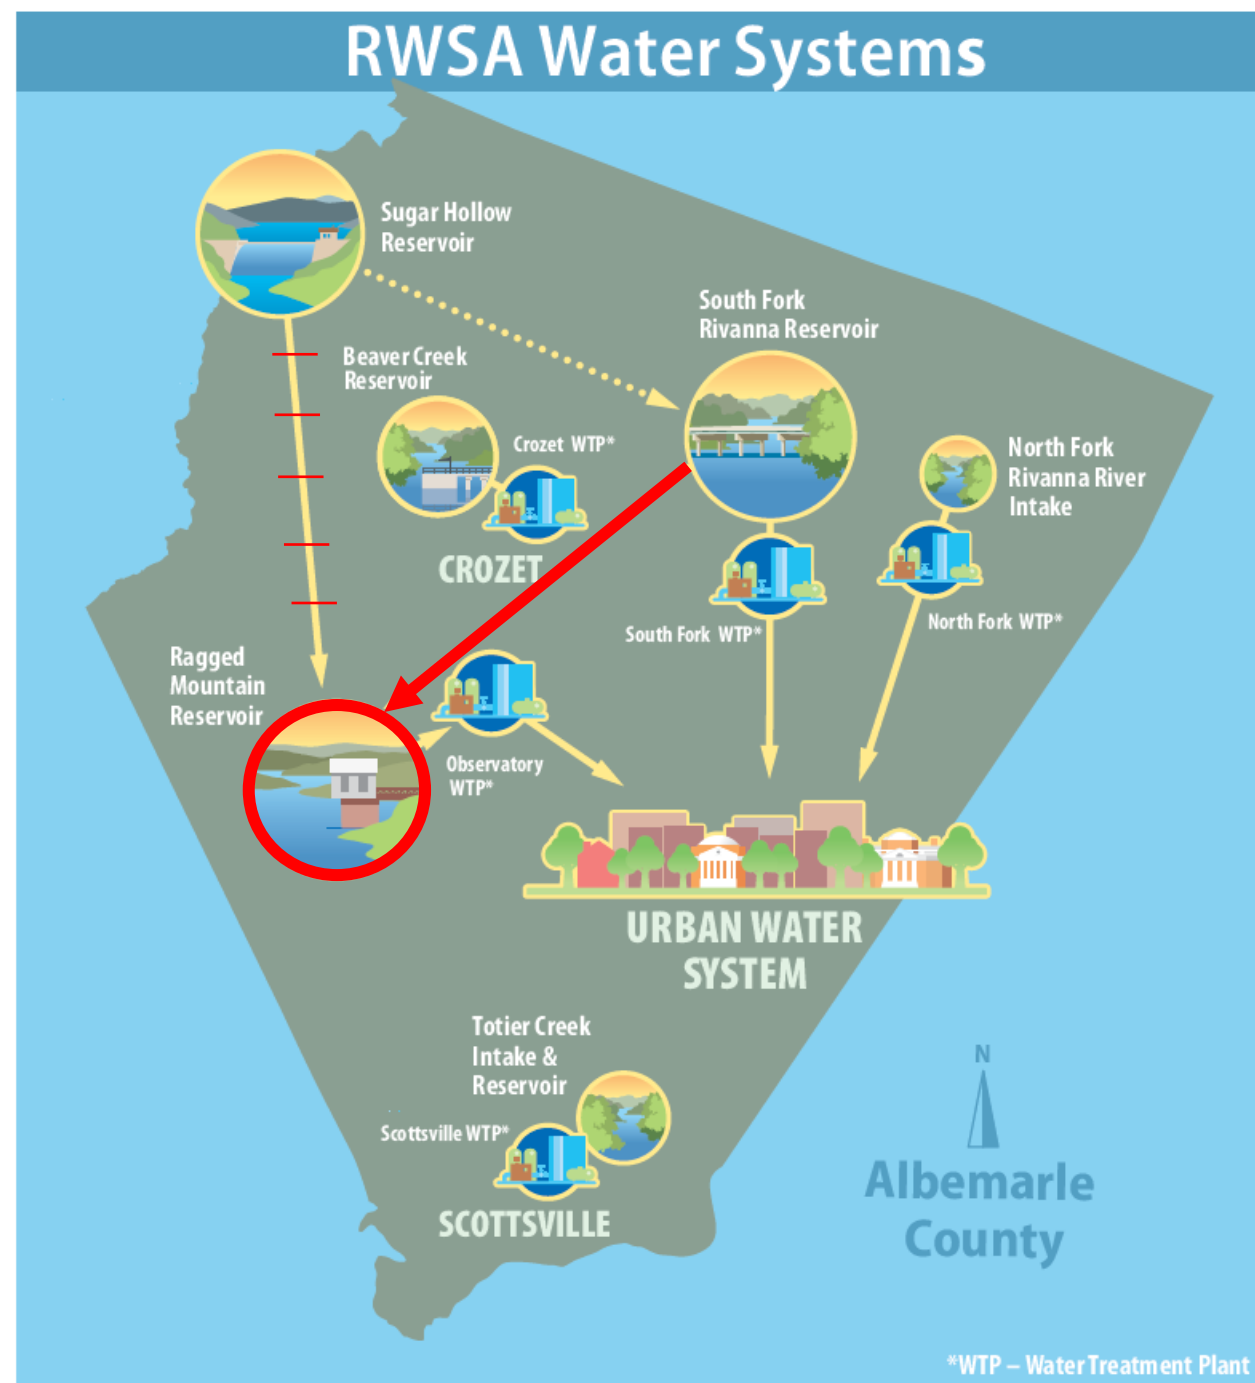 RWSA Water Systems
Sugar Hollow
Reservoir
South Fork
Rivanna Reservoir
Beaver Creek
Reservoir
Crozet WTP*
North Fork
Rivanna River
Intake
CROZET
South Fork WTP*
North Fork WTP*
Ragged
Mountain
Reservoir
Observatory
WTP*
URBAN WATER
SYSTEM
Totier Creek
Intake &
Reservoir
Scottsville WTP*
SCOTTSVILLE
N
Albemarle
County
*WTP – Water Treatment Plant